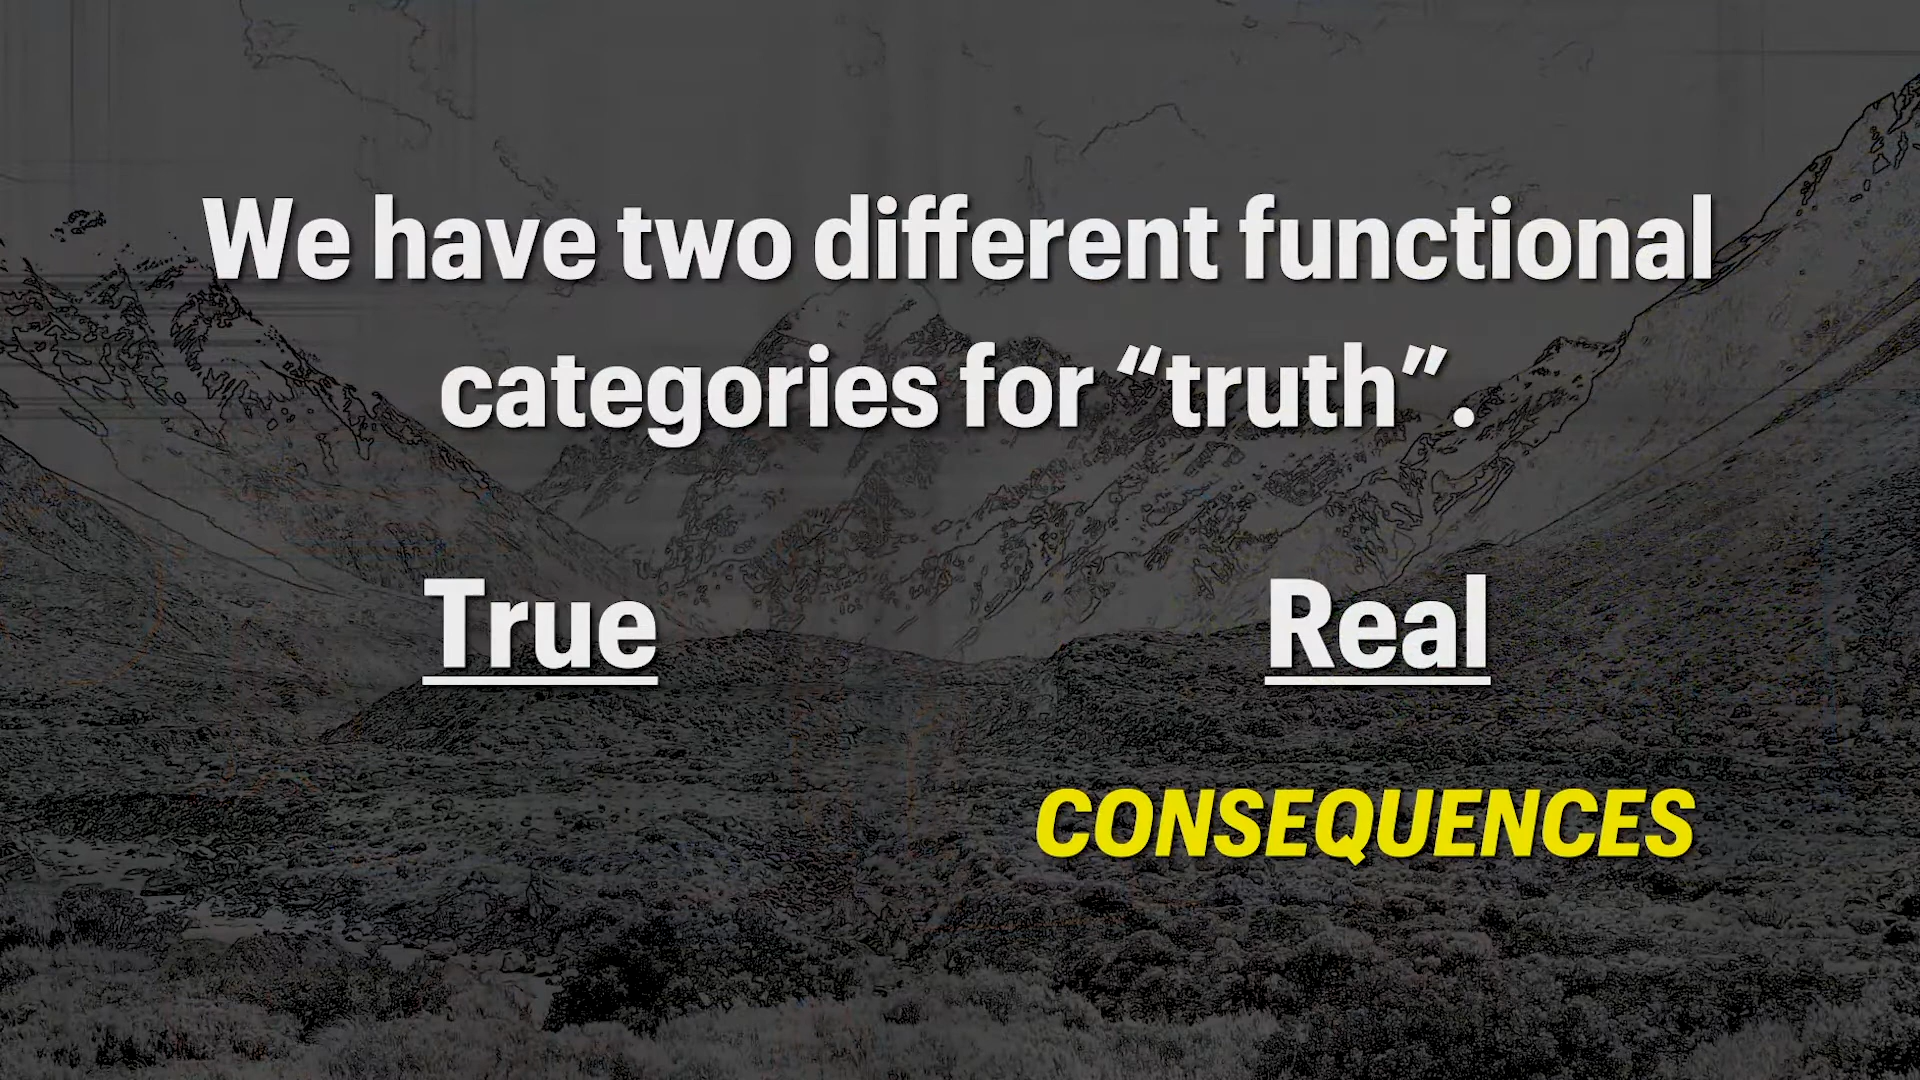 We have two different functional
categories for “truth”.
True
Real
CONSEQUENCES